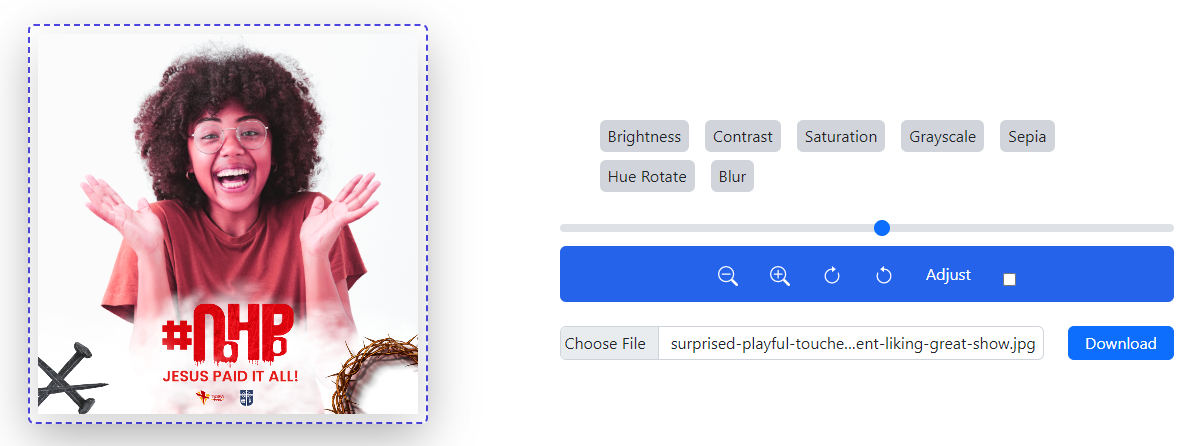 Brightness
Contrast
Saturation
Grayscale
Sepia
Hue Rotate
Blur
Adjust
Choose File
surprised-playful-touche...ent-liking-great-show.jpg
Download
JESUS PAID IT ALL!